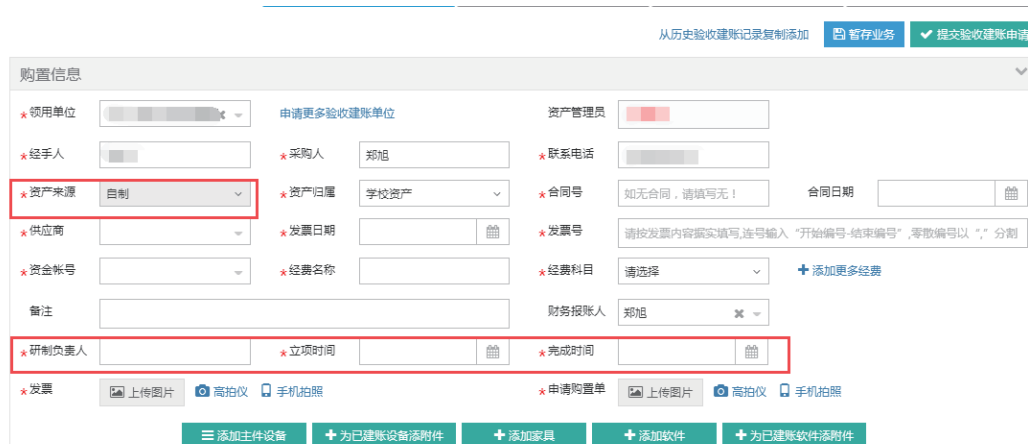 从历史验收建账记录复制添加 暂存业务 提交验收建账申请
购置信息
*领用单位 申请更多验收建账单位 资产管理员
*经手人 *采购人 郑旭 *联系电话
*资产来源 自制 *资产归属 学校资产 *合同号 如无合同，请填写无！ 合同日期
*供应商 *发票日期 *发票号 请按发票内容据实填写,连号输入 “开始编号-结束编号” ,零散编号以 “,” 分割
*资金帐号 *经费名称 *经费科目 请选择 +添加更多经费
备注 财务报账人 郑旭
*研制负责人 *立项时间 *完成时间
*发票 上传图片 高拍仪 手机拍照 *申请购置单 上传图片 高拍仪 手机拍照
添加主件设备 +为已建账设备添附件 +添加家具 +添加软件 +为已建账软件添附件